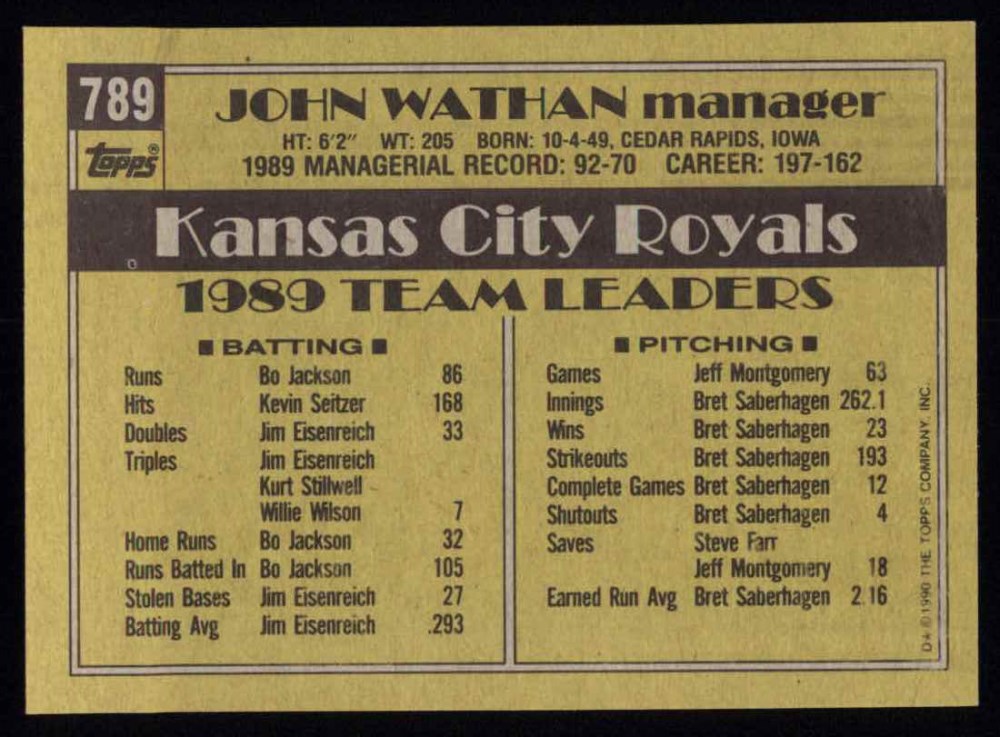 789
topps®
JOHN WATHAN manager
HT: 6'2" WT: 205 BORN: 10-4-49, CEDAR RAPIDS, IOWA
1989 MANAGERIAL RECORD: 92-70 CAREER: 197-162
Kansas City Royals
1989 TEAM LEADERS
■ BATTING ■
Runs Bo Jackson 86
Hits Kevin Seitzer 168
Doubles Jim Eisenreich 33
Triples Jim Eisenreich
Kurt Stillwell
Willie Wilson 7
Home Runs Bo Jackson 32
Runs Batted In Bo Jackson 105
Stolen Bases Jim Eisenreich 27
Batting Avg Jim Eisenreich .293
■ PITCHING ■
Games Jeff Montgomery 63
Innings Bret Saberhagen 262.1
Wins Bret Saberhagen 23
Strikeouts Bret Saberhagen 193
Complete Games Bret Saberhagen 12
Shutouts Bret Saberhagen 4
Saves Steve Farr
Jeff Montgomery 18
Earned Run Avg Bret Saberhagen 2.16
D* © 1990 THE TOPPS COMPANY, INC.